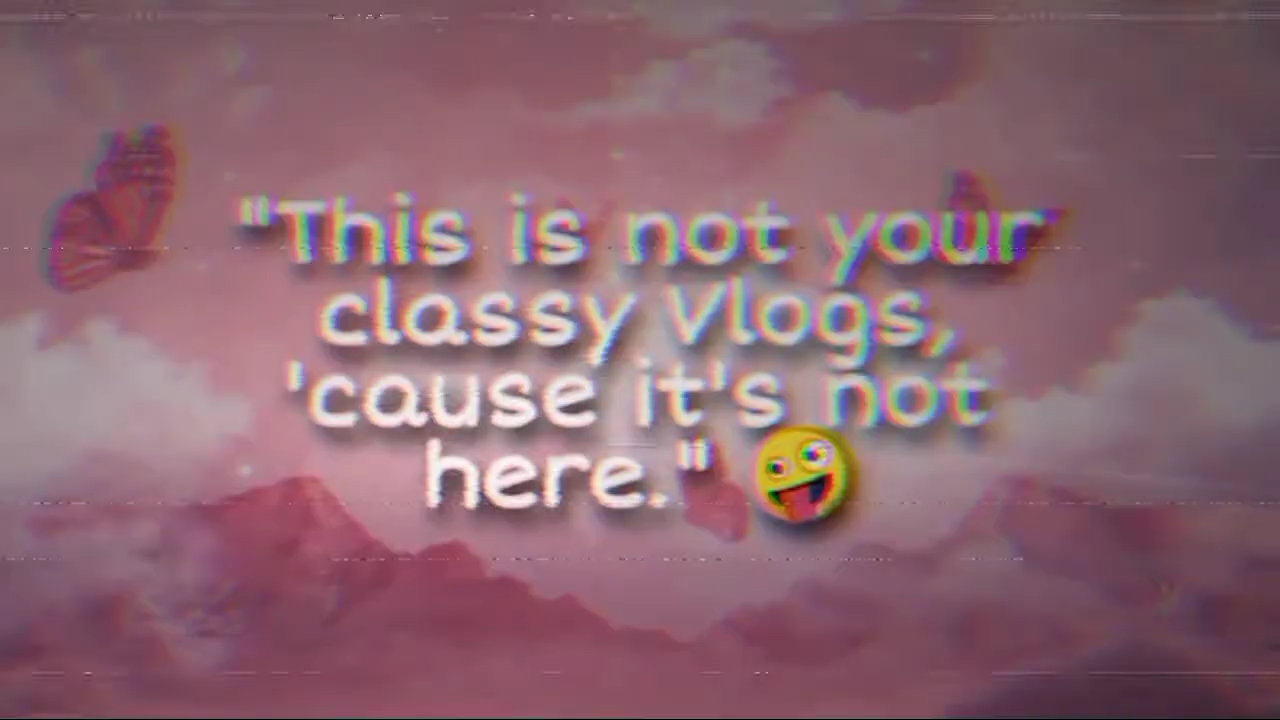 "This is not your
classy Vlogs,
'cause it's not
here." 🤪